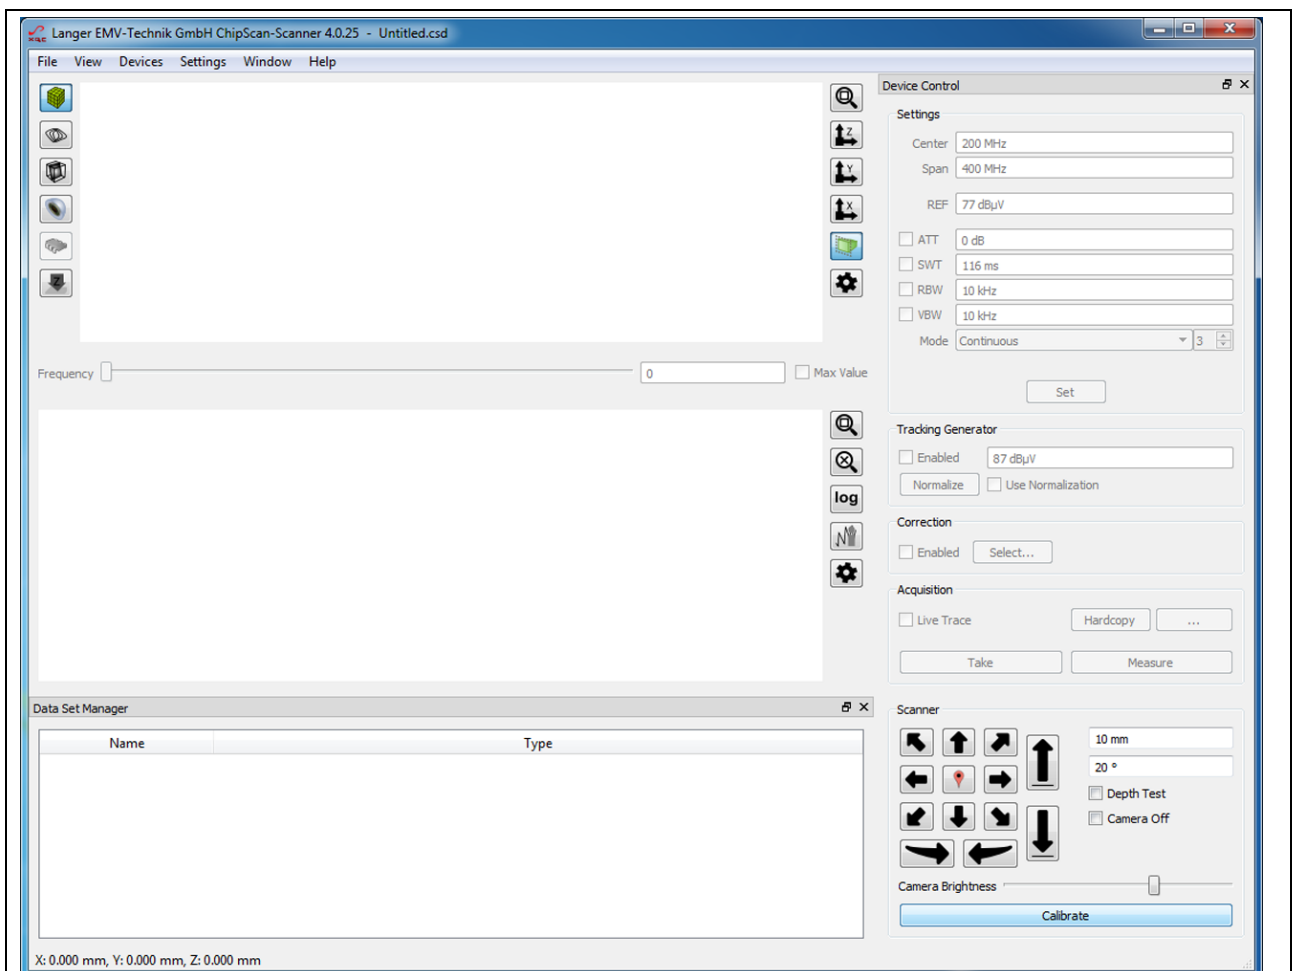 Langer EMV-Technik GmbH ChipScan-Scanner 4.0.25 - Untitled.csd
File View Devices Settings Window Help
Z
Y
X
Z
Frequency 0 Max Value
log
Data Set Manager
Name Type
X: 0.000 mm, Y: 0.000 mm, Z: 0.000 mm
Device Control
Settings
Center 200 MHz
Span 400 MHz
REF 77 dBµV
ATT 0 dB
SWT 116 ms
RBW 10 kHz
VBW 10 kHz
Mode Continuous 3
Set
Tracking Generator
Enabled 87 dBµV
Normalize Use Normalization
Correction
Enabled Select...
Acquisition
Live Trace Hardcopy ...
Take Measure
Scanner
10 mm
20 °
Depth Test
Camera Off
Camera Brightness
Calibrate